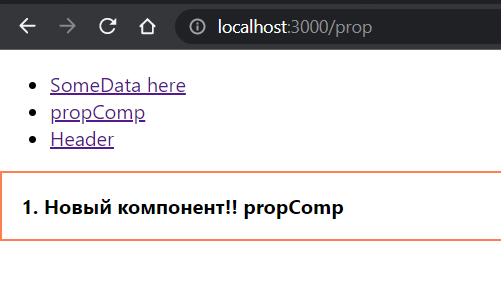 localhost:3000/prop
SomeData here
propComp
Header
1. Новый компонент!! propComp